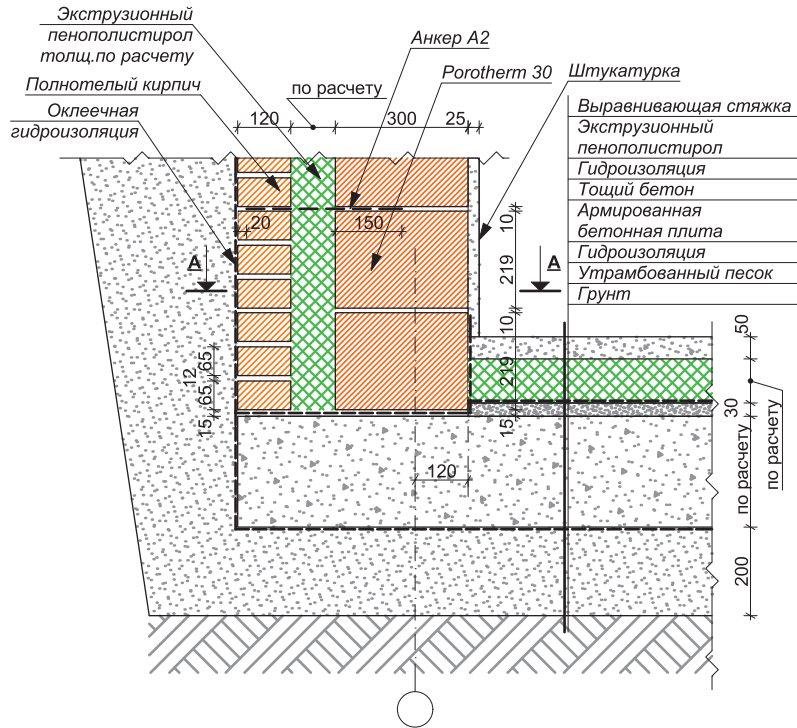 Экструзионный
пенополистирол
толщ.по расчету
Анкер А2
Полнотелый кирпич
по расчету
Porotherm 30
Штукатурка
Оклеечная
гидроизоляция
120
300
25
Выравнивающая стяжка
Экструзионный
пенополистирол
Гидроизоляция
Тощий бетон
Армированная
бетонная плита
Гидроизоляция
Утрамбованный песок
Грунт
20
150
10
219
10
219
15
А
А
65
12
65
15
120
50
30
по расчету
по расчету
200